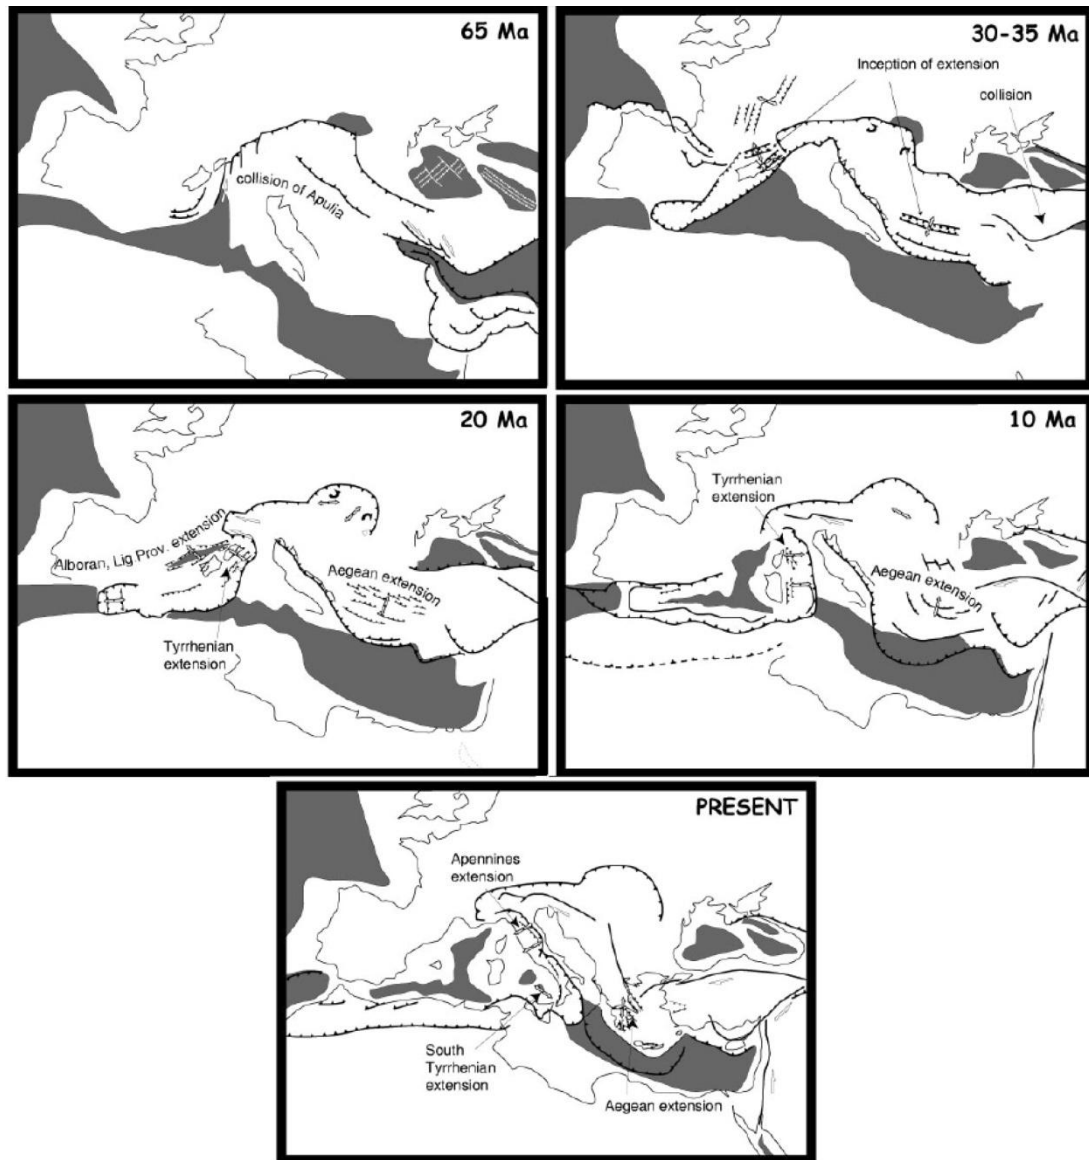 65 Ma
collision of Apulia
30-35 Ma
Inception of extension
collision
20 Ma
Alboran, Lig Prov. extension
Aegean extension
Tyrrhenian
extension
10 Ma
Tyrrhenian
extension
Aegean extension
PRESENT
Apennines
extension
South
Tyrrhenian
extension
Aegean extension